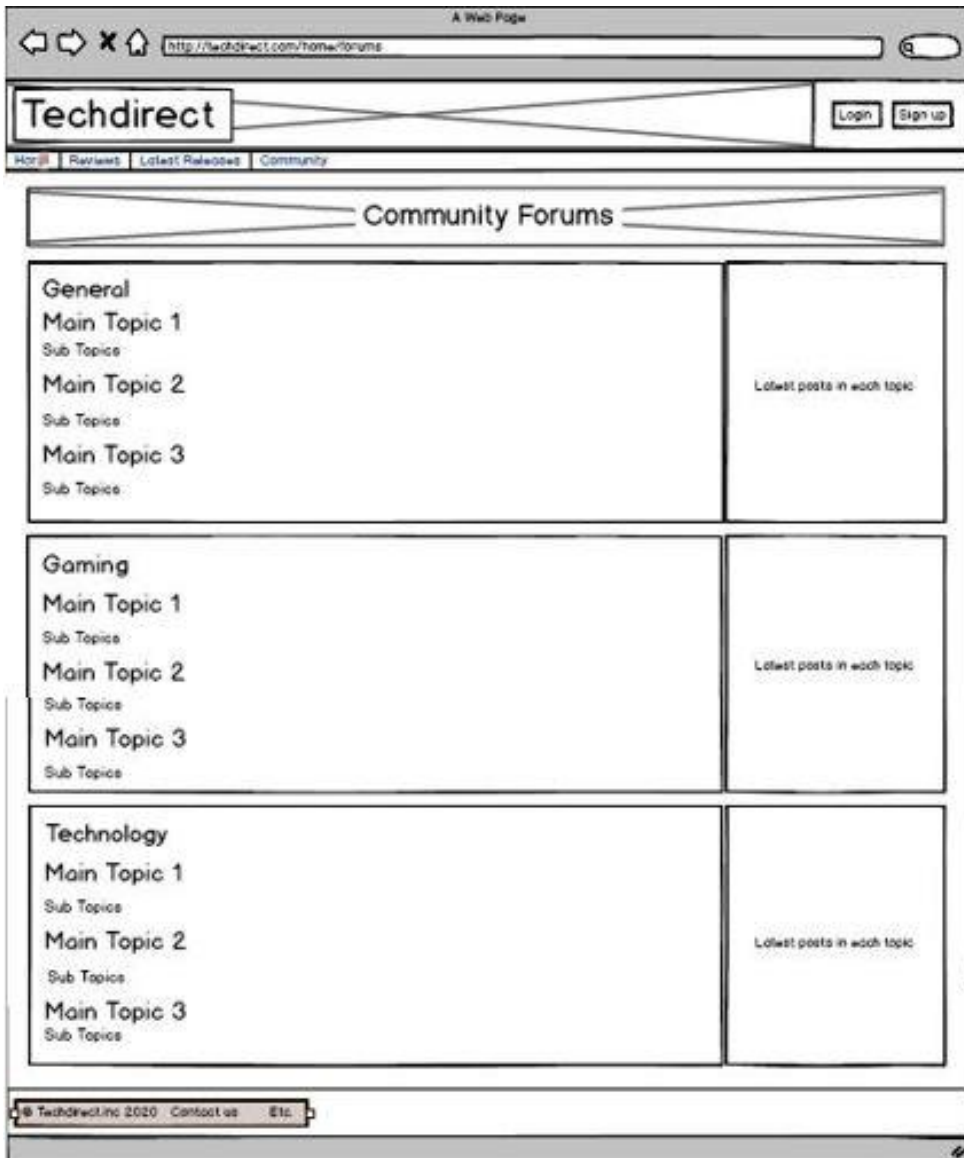 A Web Page
http://techdirect.com/home/forums
Techdirect
Login Sign up
Reviews Latest Releases Community
Community Forums
General
Main Topic 1
Sub Topics
Main Topic 2
Sub Topics
Main Topic 3
Sub Topics
Latest posts in each topic
Gaming
Main Topic 1
Sub Topics
Main Topic 2
Sub Topics
Main Topic 3
Sub Topics
Latest posts in each topic
Technology
Main Topic 1
Sub Topics
Main Topic 2
Sub Topics
Main Topic 3
Sub Topics
Latest posts in each topic
© Techdirect.inc 2020 Contact us Etc.